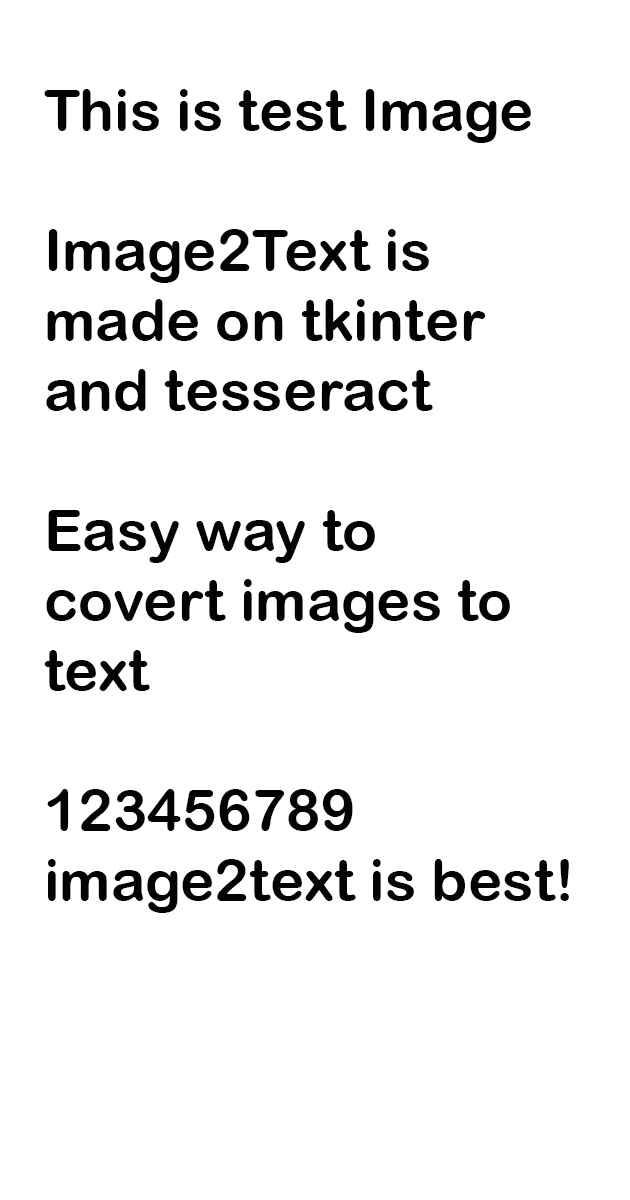 This is test Image
Image2Text is
made on tkinter
and tesseract
Easy way to
covert images to
text
123456789
image2text is best!